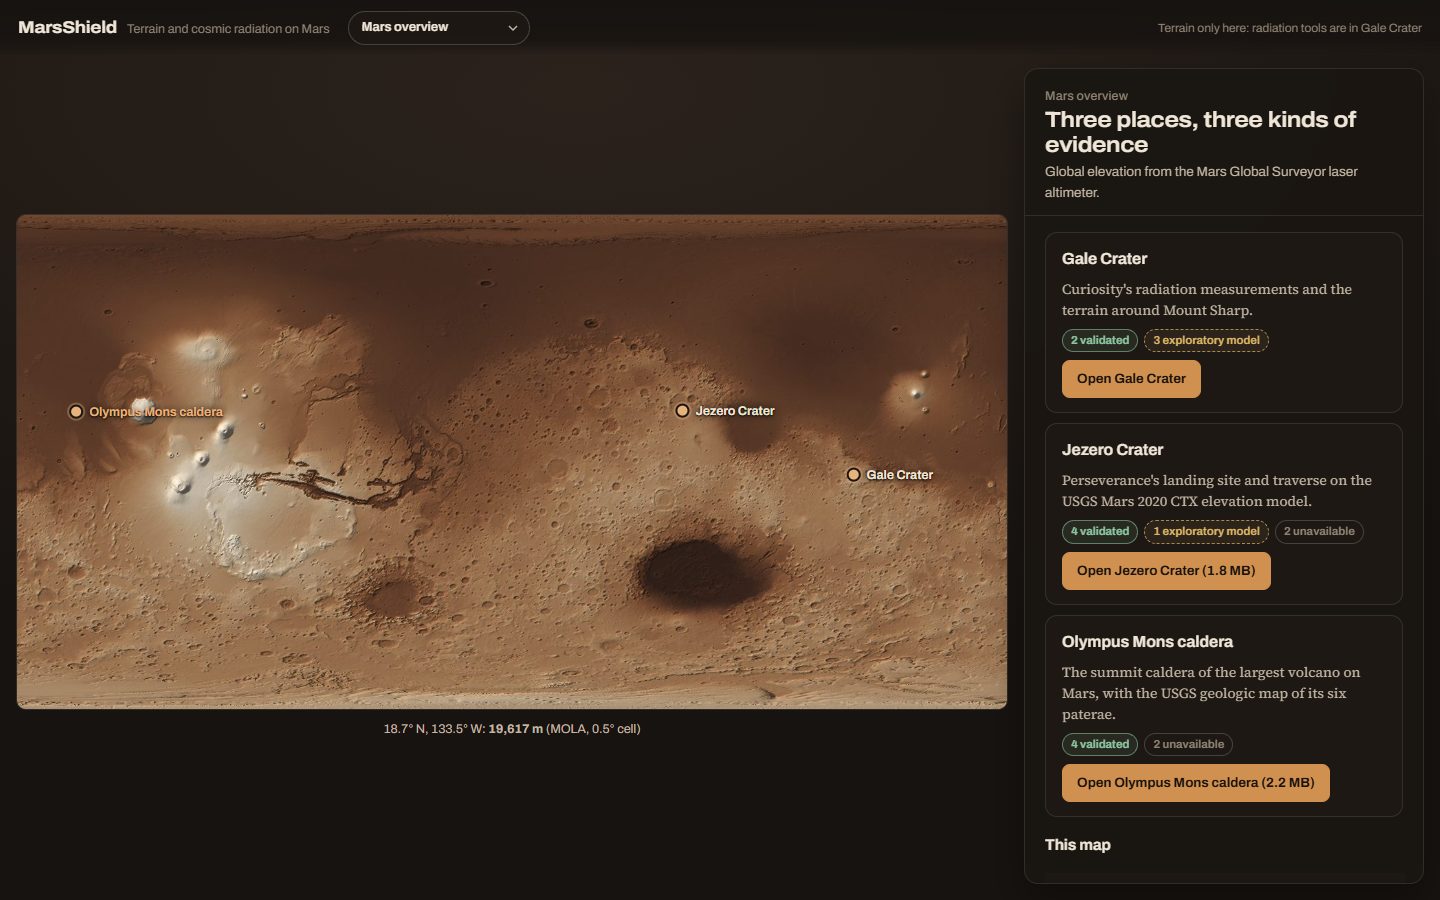 MarsShield Terrain and cosmic radiation on Mars
Mars overview
Terrain only here: radiation tools are in Gale Crater
Olympus Mons caldera
Jezero Crater
Gale Crater
18.7° N, 133.5° W: 19,617 m (MOLA, 0.5° cell)
Mars overview
Three places, three kinds of
evidence
Global elevation from the Mars Global Surveyor laser
altimeter.
Gale Crater
Curiosity's radiation measurements and the
terrain around Mount Sharp.
2 validated 3 exploratory model
Open Gale Crater
Jezero Crater
Perseverance's landing site and traverse on the
USGS Mars 2020 CTX elevation model.
4 validated 1 exploratory model 2 unavailable
Open Jezero Crater (1.8 MB)
Olympus Mons caldera
The summit caldera of the largest volcano on
Mars, with the USGS geologic map of its six
paterae.
4 validated 2 unavailable
Open Olympus Mons caldera (2.2 MB)
This map